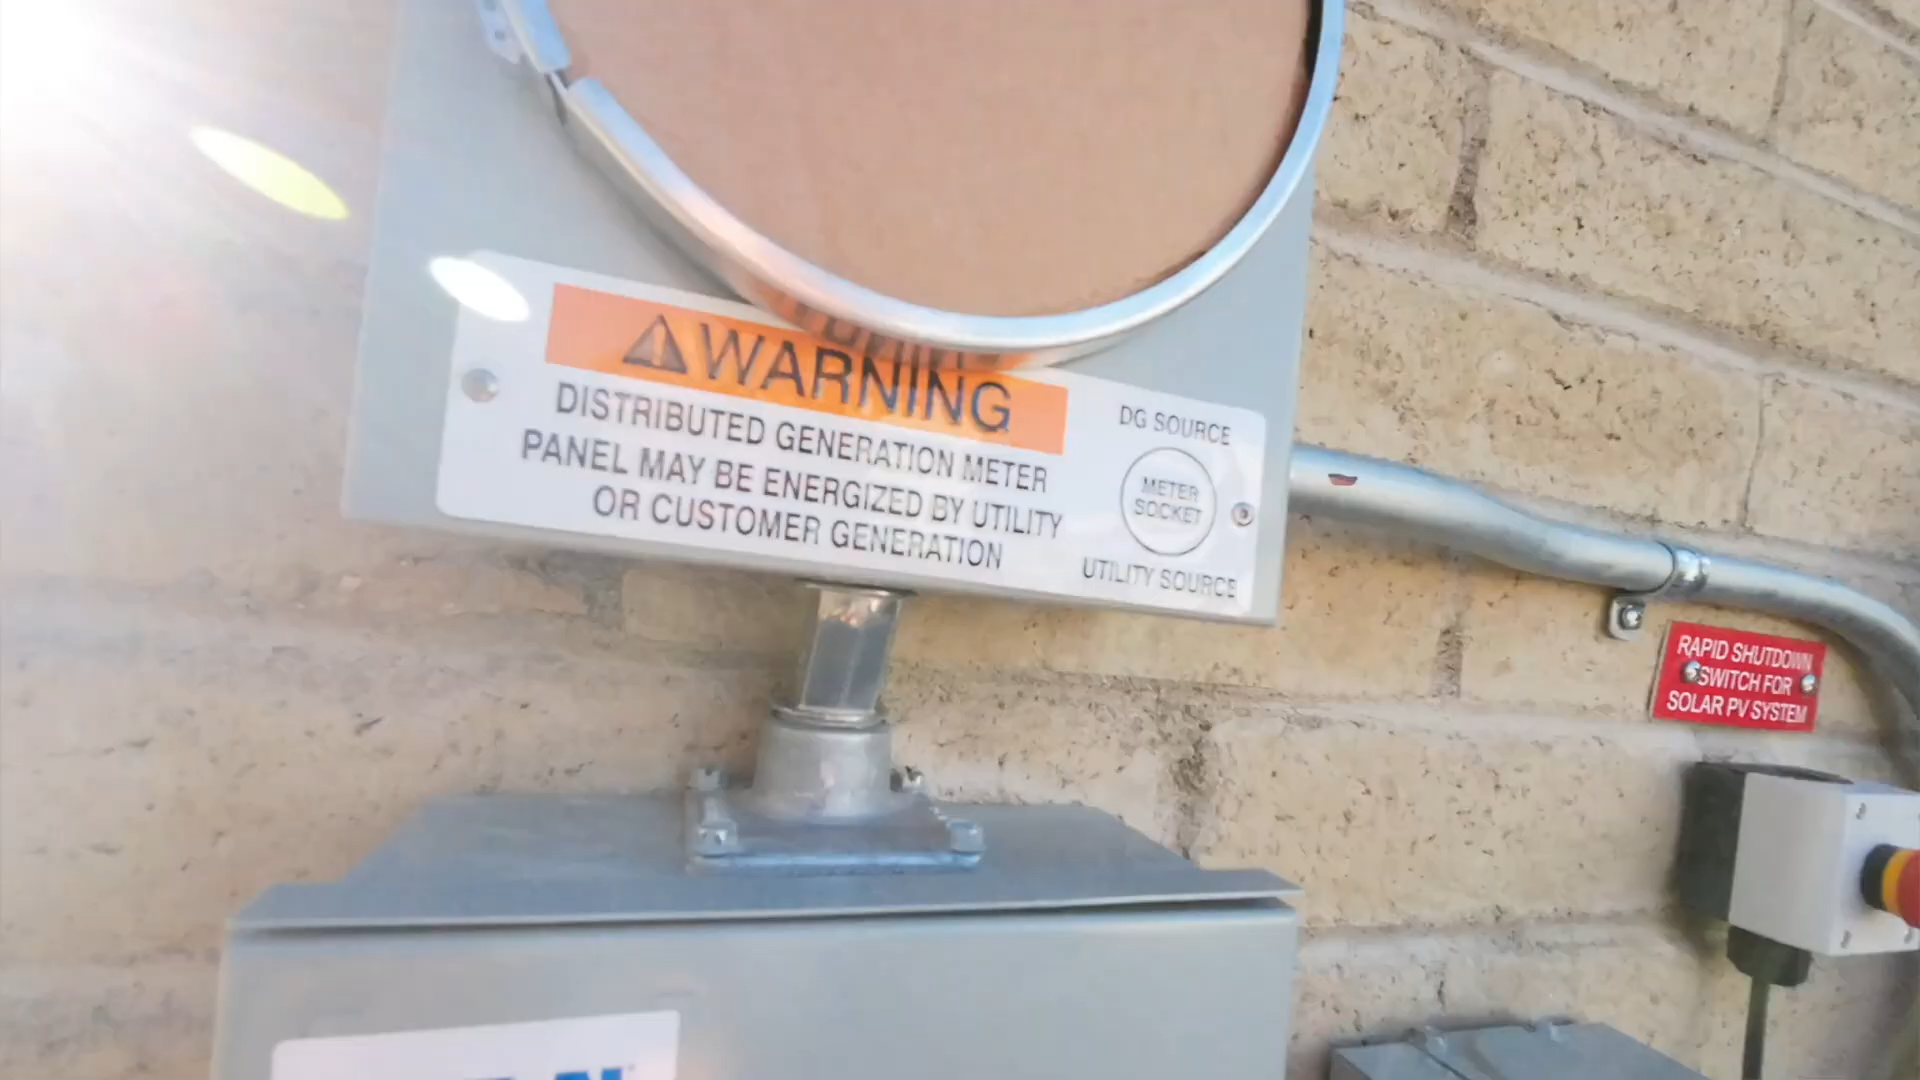 WARNING
DISTRIBUTED GENERATION METER
PANEL MAY BE ENERGIZED BY UTILITY
OR CUSTOMER GENERATION
DG SOURCE
METER
SOCKET
UTILITY SOURCE
RAPID SHUTDOWN
SWITCH FOR
SOLAR PV SYSTEM